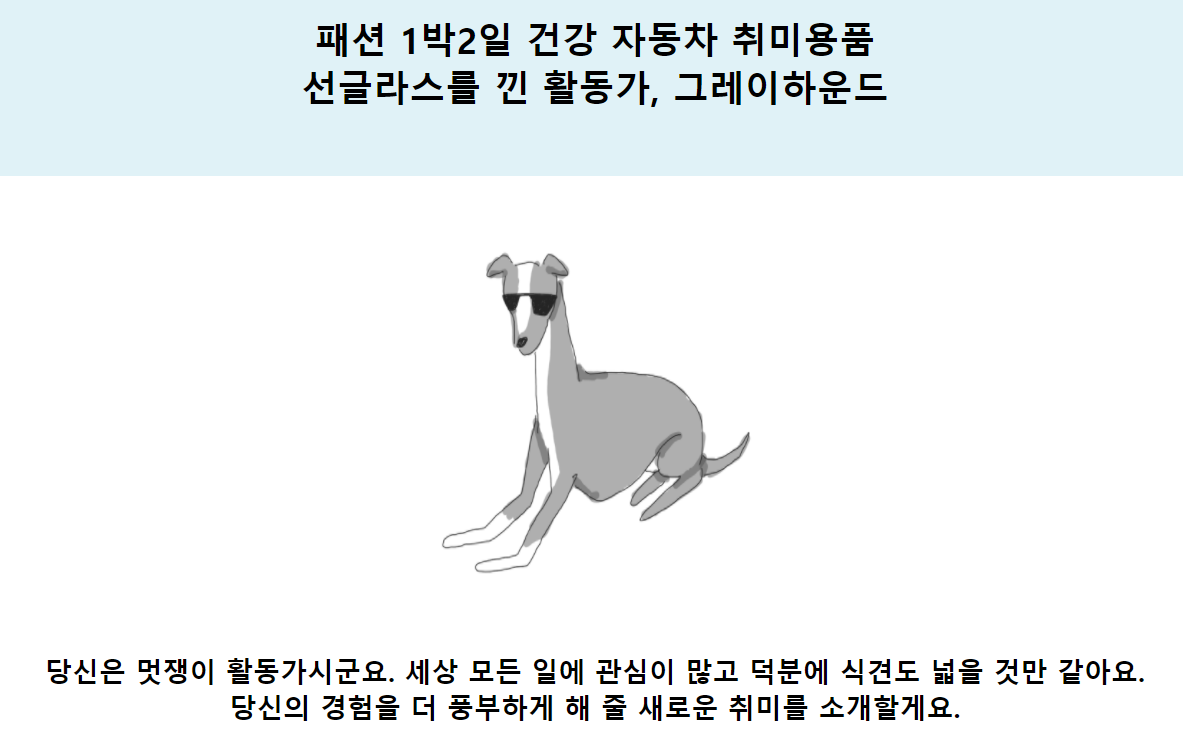 패션 1박2일 건강 자동차 취미용품
선글라스를 낀 활동가, 그레이하운드
당신은 멋쟁이 활동가시군요. 세상 모든 일에 관심이 많고 덕분에 식견도 넓을 것만 같아요.
당신의 경험을 더 풍부하게 해 줄 새로운 취미를 소개할게요.